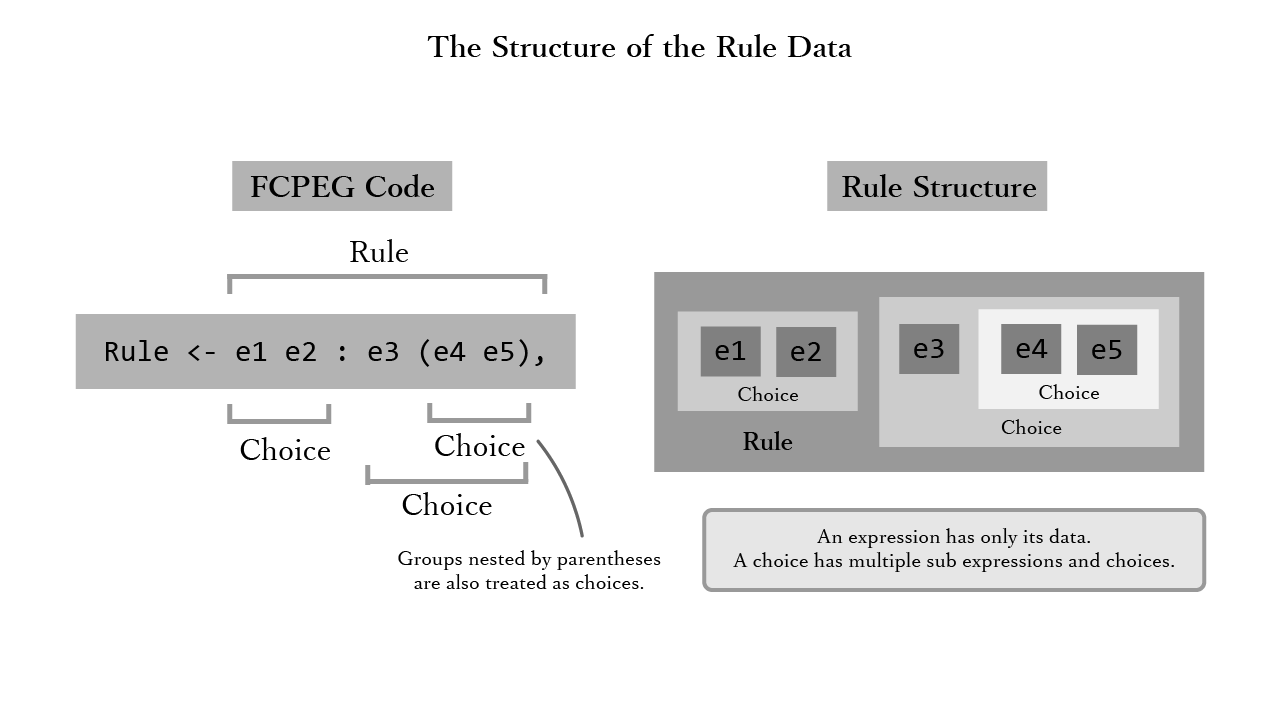 The Structure of the Rule Data
FCPEG Code
Rule
Rule <- e1 e2 : e3 (e4 e5),
Choice
Choice
Choice
Groups nested by parentheses
are also treated as choices.
Rule Structure
e1 e2
Choice
Rule
e3
e4 e5
Choice
Choice
An expression has only its data.
A choice has multiple sub expressions and choices.